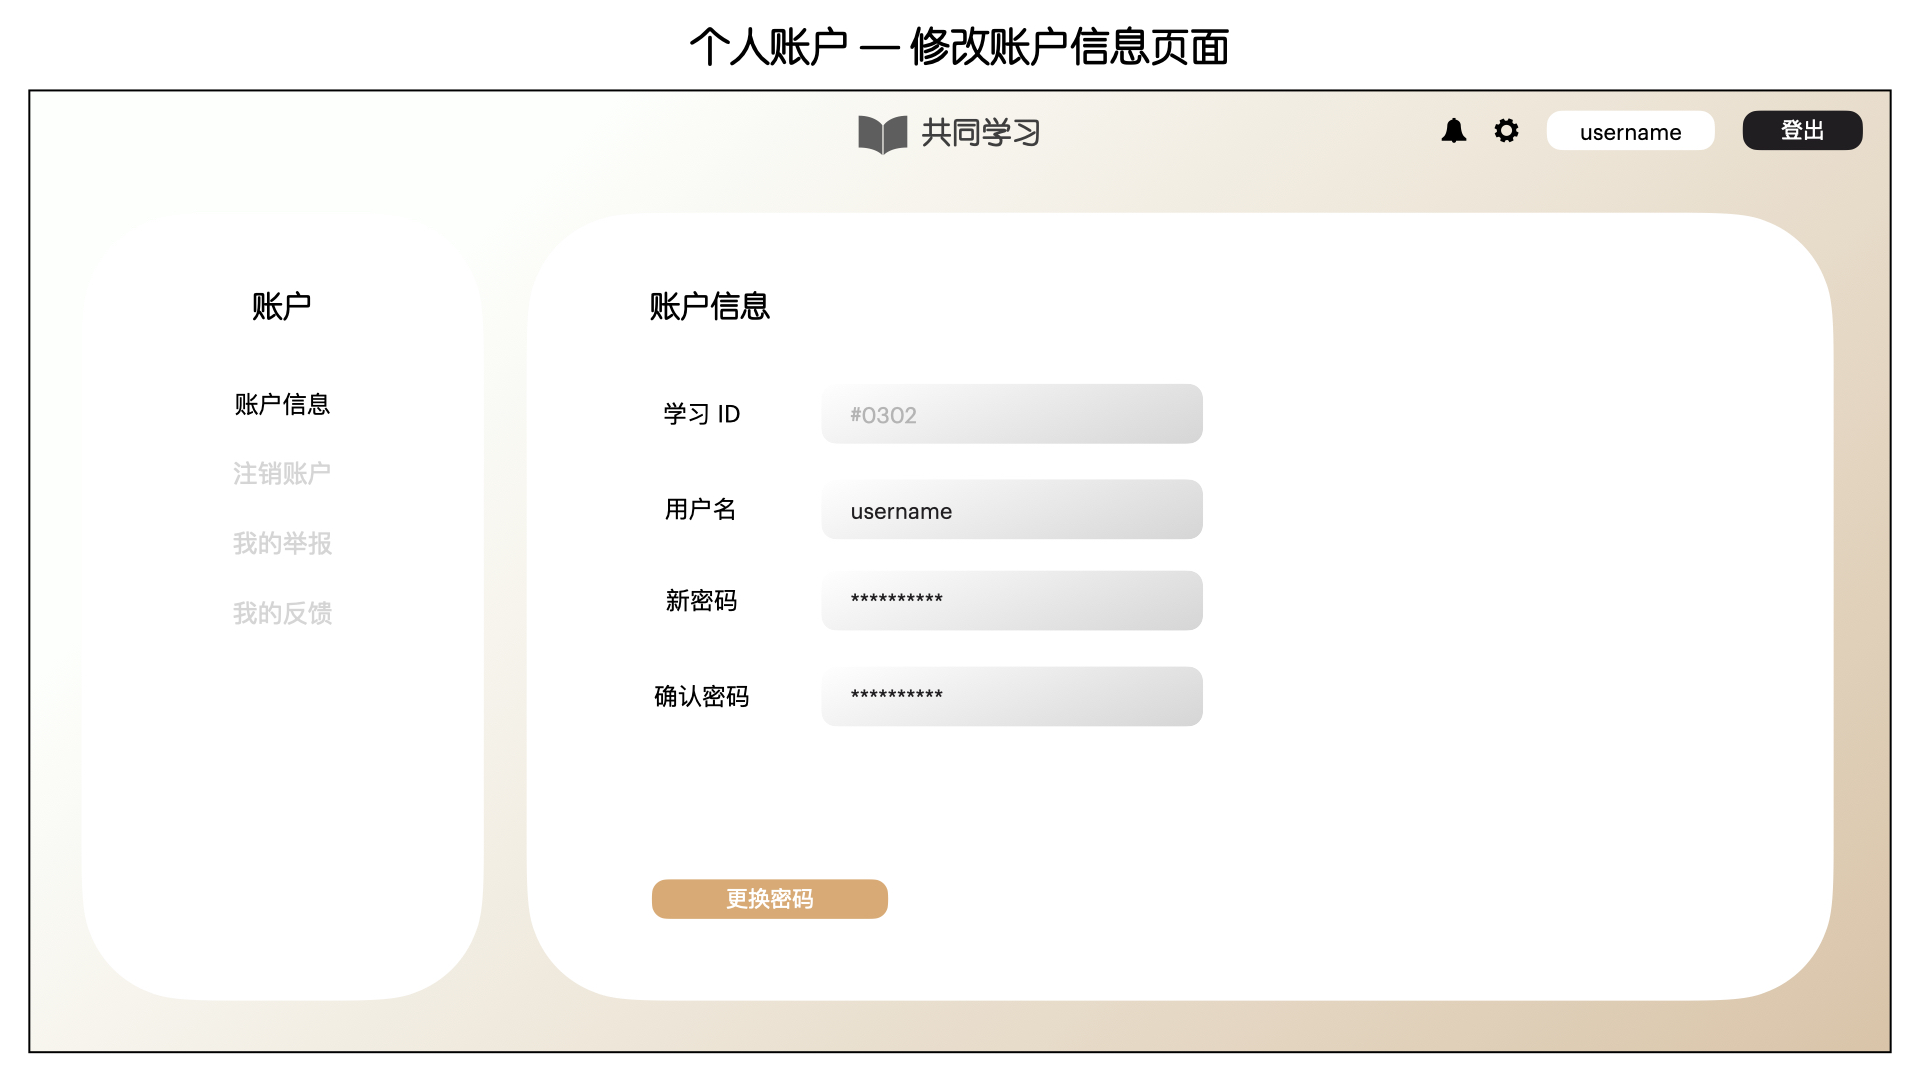 个人账户 — 修改账户信息页面
共同学习
username
登出
账户
账户信息
注销账户
我的举报
我的反馈
账户信息
学习 ID
#0302
用户名
username
新密码
**********
确认密码
**********
更换密码